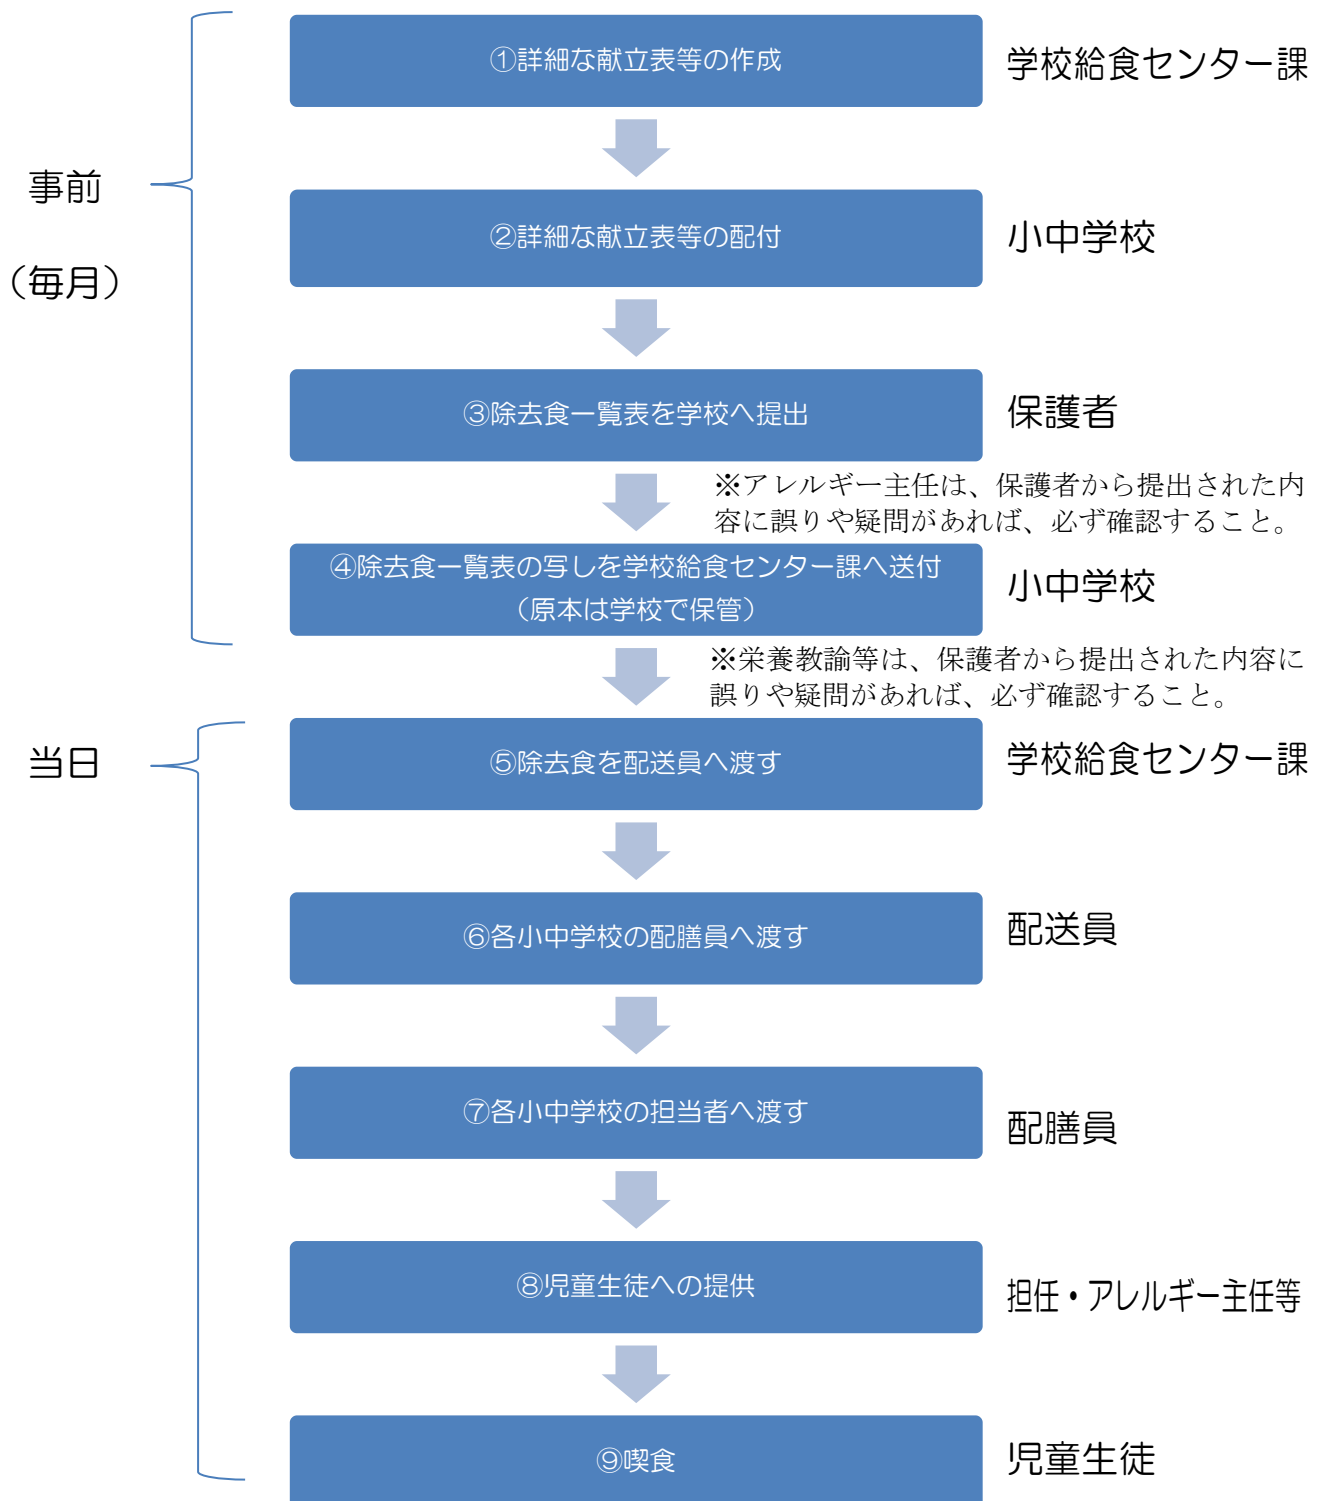 ①詳細な献立表等の作成
学校給食センター課
事前
（毎月）
②詳細な献立表等の配付
小中学校
③除去食一覧表を学校へ提出
保護者
※アレルギー主任は、保護者から提出された内
容に誤りや疑問があれば、必ず確認すること。
④除去食一覧表の写しを学校給食センター課へ送付
（原本は学校で保管）
小中学校
※栄養教諭等は、保護者から提出された内容に
誤りや疑問があれば、必ず確認すること。
当日
⑤除去食を配送員へ渡す
学校給食センター課
⑥各小中学校の配膳員へ渡す
配送員
⑦各小中学校の担当者へ渡す
配膳員
⑧児童生徒への提供
担任・アレルギー主任等
⑨喫食
児童生徒